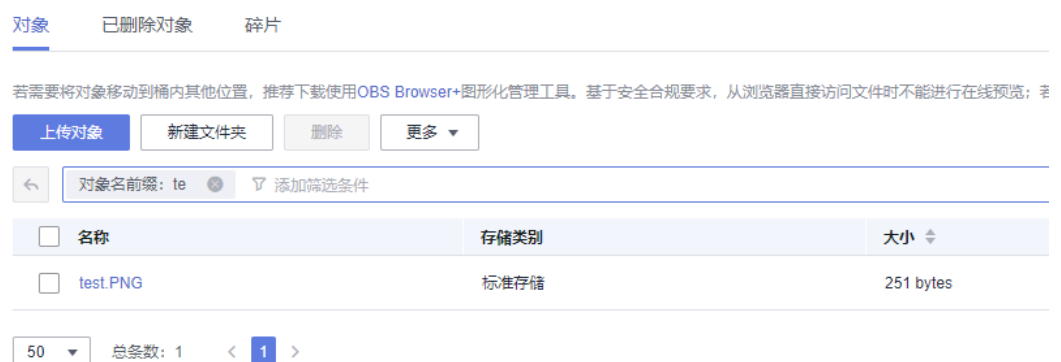 对象 已删除对象 碎片
若需要将对象移动到桶内其他位置，推荐下载使用OBS Browser+图形化管理工具。基于安全合规要求，从浏览器直接访问文件时不能进行在线预览；若
上传对象 新建文件夹 删除 更多
对象名前缀：te 添加筛选条件
名称 存储类别 大小
test.PNG 标准存储 251 bytes
50 总条数：1 < 1 >